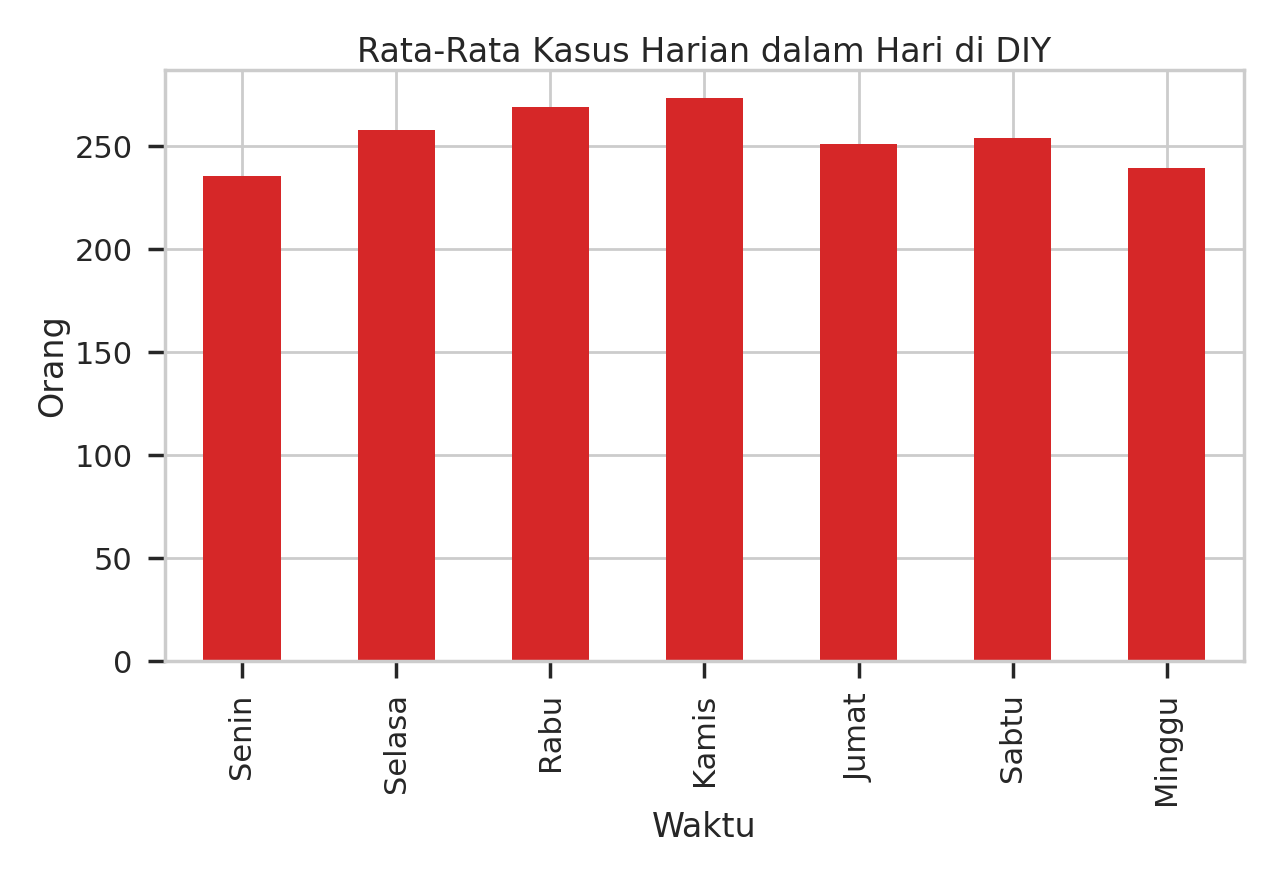 Rata-Rata Kasus Harian dalam Hari di DIY
Orang
250
200
150
100
50
0
Senin
Selasa
Rabu
Kamis
Jumat
Sabtu
Minggu
Waktu